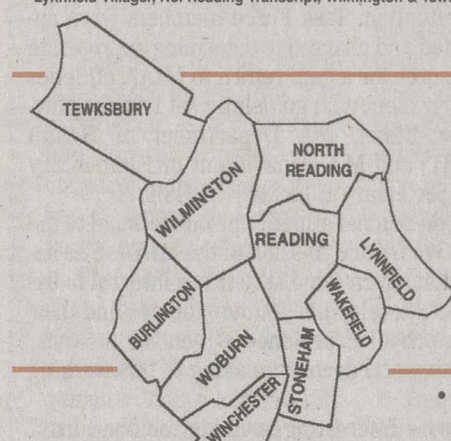 TEWKSBURY
NORTH
READING
WILMINGTON
READING
LYNNFIELD
BURLINGTON
WAKEFIELD
WOBURN
STONEHAM
WINCHESTER